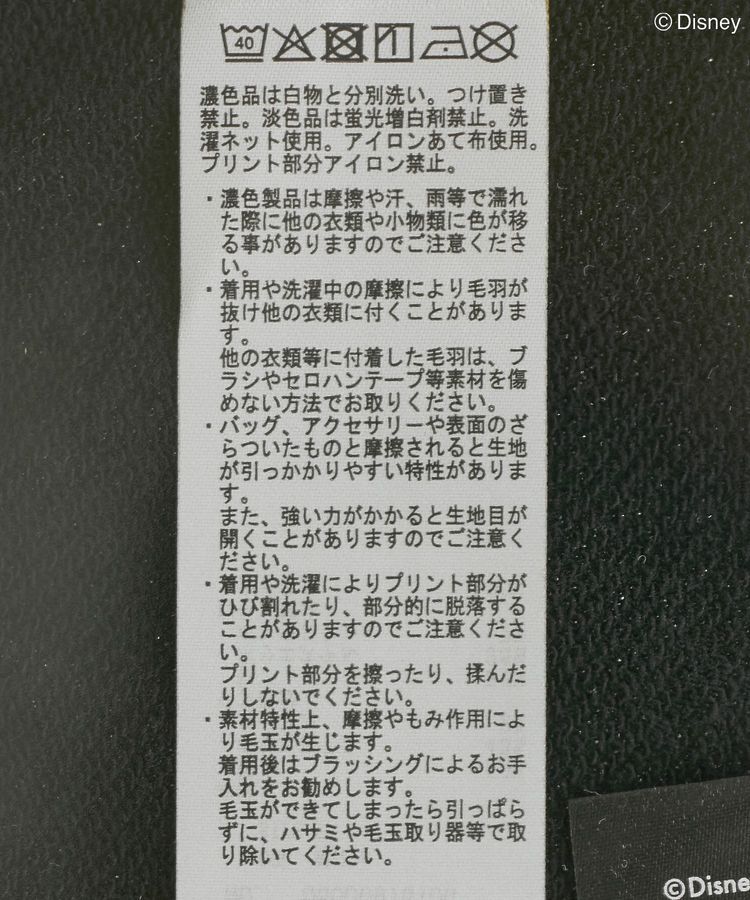 ©Disney
40
濃色品は白物と分別洗い。つけ置き
禁止。淡色品は蛍光増白剤禁止。洗
濯ネット使用。アイロンあて布使用。
プリント部分アイロン禁止。
・濃色製品は摩擦や汗、雨等で濡れ
た際に他の衣類や小物類に色が移
る事がありますのでご注意くださ
い。
・着用や洗濯中の摩擦により毛羽が
抜け他の衣類に付くことがありま
す。
他の衣類等に付着した毛羽は、ブ
ラシやセロハンテープ等素材を傷
めない方法でお取りください。
・バッグ、アクセサリーや表面のざ
らついたものと摩擦されると生地
が引っかかりやすい特性がありま
す。
また、強い力がかかると生地目が
開くことがありますのでご注意く
ださい。
・着用や洗濯によりプリント部分が
ひび割れたり、部分的に脱落する
ことがありますのでご注意くださ
い。
プリント部分を擦ったり、揉んだ
りしないでください。
・素材特性上、摩擦やもみ作用によ
り毛玉が生じます。
着用後はブラッシングによるお手
入れをお勧めします。
毛玉ができてしまったら引っぱら
ずに、ハサミや毛玉取り器等で取
り除いてください。
©Disne